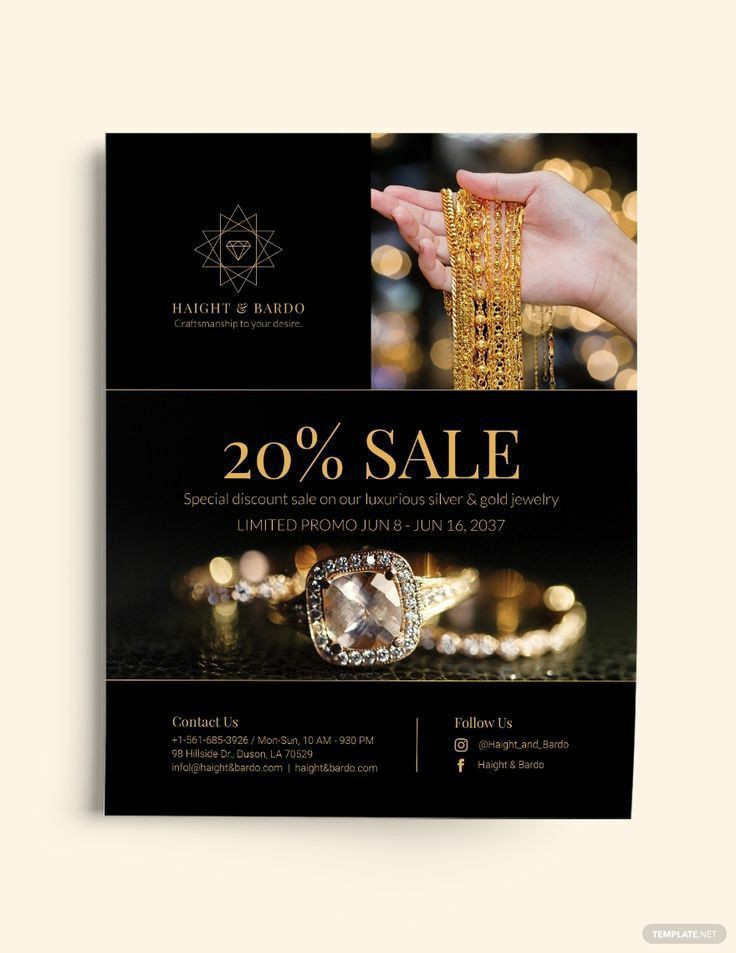 HAIGHT & BARDO
Craftsmanship to your desire.
20% SALE
Special discount sale on our luxurious silver & gold jewelry
LIMITED PROMO JUN 8 - JUN 16, 2037
Contact Us
+1-561-685-3926 / Mon-Sun, 10 AM - 930 PM
98 Hillside Dr., Duson, LA 70529
infol@haight&bardo.com | haight&bardo.com
Follow Us
@Haight_and_Bardo
Haight & Bardo
TEMPLATE.NET